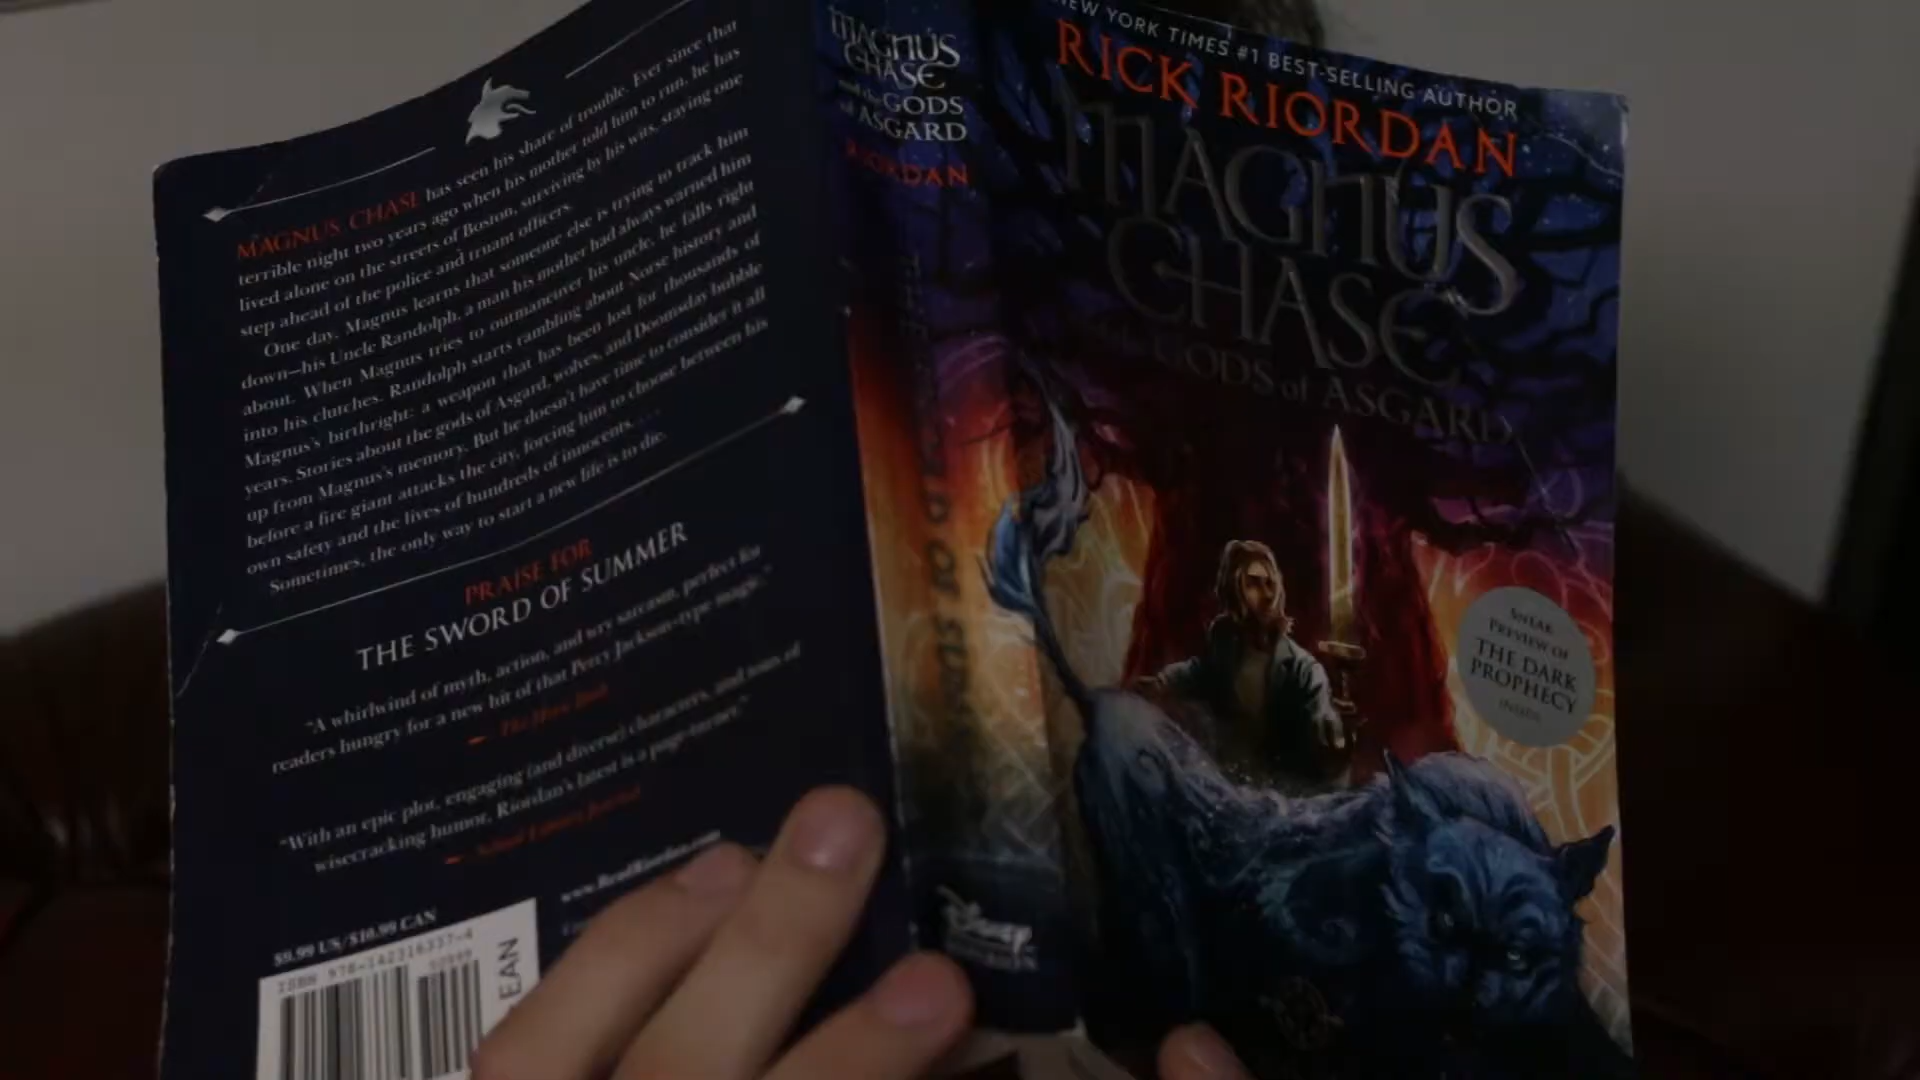 MAGNUS CHASE has seen his share of trouble. Ever since that
terrible night two years ago when his mother told him to run, he has
lived alone on the streets of Boston, surviving by his wits, staying one
step ahead of the police and truant officers.
One day, Magnus learns that someone else is trying to track him
down—his Uncle Randolph, a man his mother had always warned him
about. When Magnus tries to outmaneuver his uncle, he falls right
into his clutches. Randolph starts rambling about Norse history and
Magnus's birthright: a weapon that has been lost for thousands of
years. Stories about the gods of Asgard, wolves, and Doomsday bubble
up from Magnus's memory. But he doesn't have time to consider it all
before a fire giant attacks the city, forcing him to choose between his
own safety and the lives of hundreds of innocents.
Sometimes, the only way to start a new life is to die.
PRAISE FOR
THE SWORD OF SUMMER
"A whirlwind of myth, action, and wry sarcasm, perfect for
readers hungry for a new hit of that Percy Jackson-type magic."
"With an epic plot, engaging (and diverse) characters, and tons of
wisecracking humor, Riordan's latest is a page-turner."
School Library Journal
www.ReadRiordan.com
$9.99 US/$10.99 CAN
ISBN 978-142316337-4
50999
EAN
MAGNUS
CHASE
and the GODS
of ASGARD
RIORDAN
Disney
NEW YORK TIMES #1 BEST-SELLING AUTHOR
RICK RIORDAN
MAGNUS
CHASE
GODS of ASGARD
SNEAK
PREVIEW OF
THE DARK
PROPHECY
INSIDE